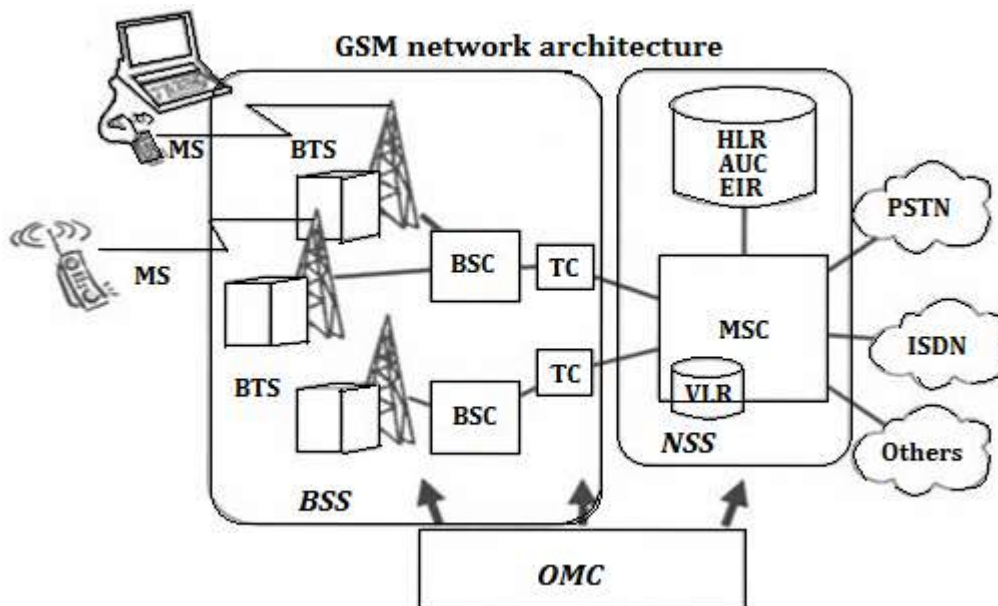 GSM network architecture
MS
BTS
HLR
AUC
EIR
PSTN
MS
BSC
TC
MSC
ISDN
BTS
BSC
TC
VLR
NSS
Others
BSS
OMC